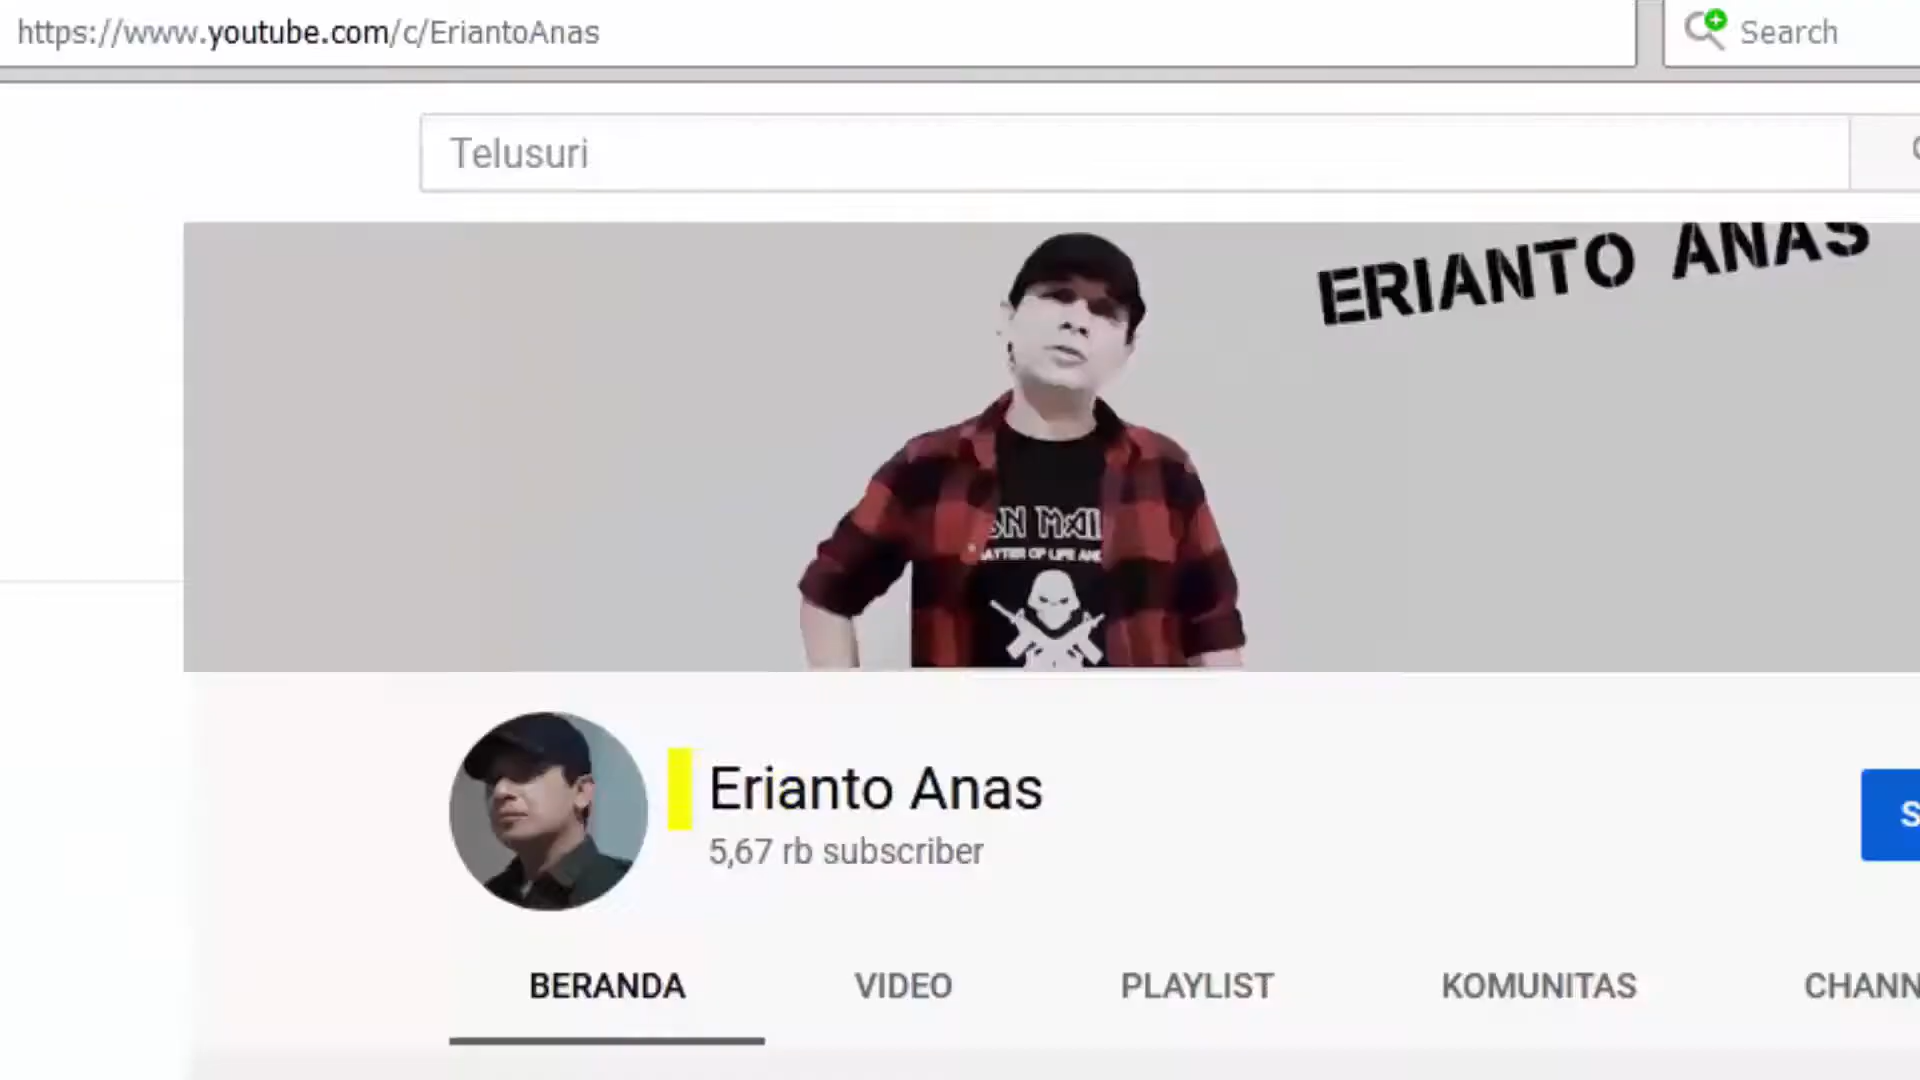 https://www.youtube.com/c/EriantoAnas
Search
Telusuri
ERIANTO ANAS
Erianto Anas
5,67 rb subscriber
BERANDA
VIDEO
PLAYLIST
KOMUNITAS